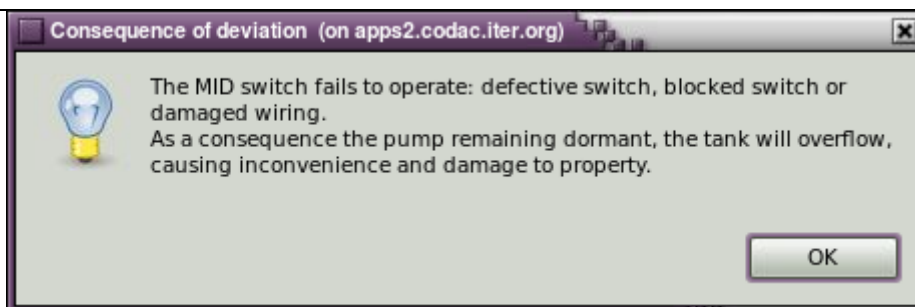 Consequence of deviation (on apps2.codac.iter.org)
The MID switch fails to operate: defective switch, blocked switch or
damaged wiring.
As a consequence the pump remaining dormant, the tank will overflow,
causing inconvenience and damage to property.
OK